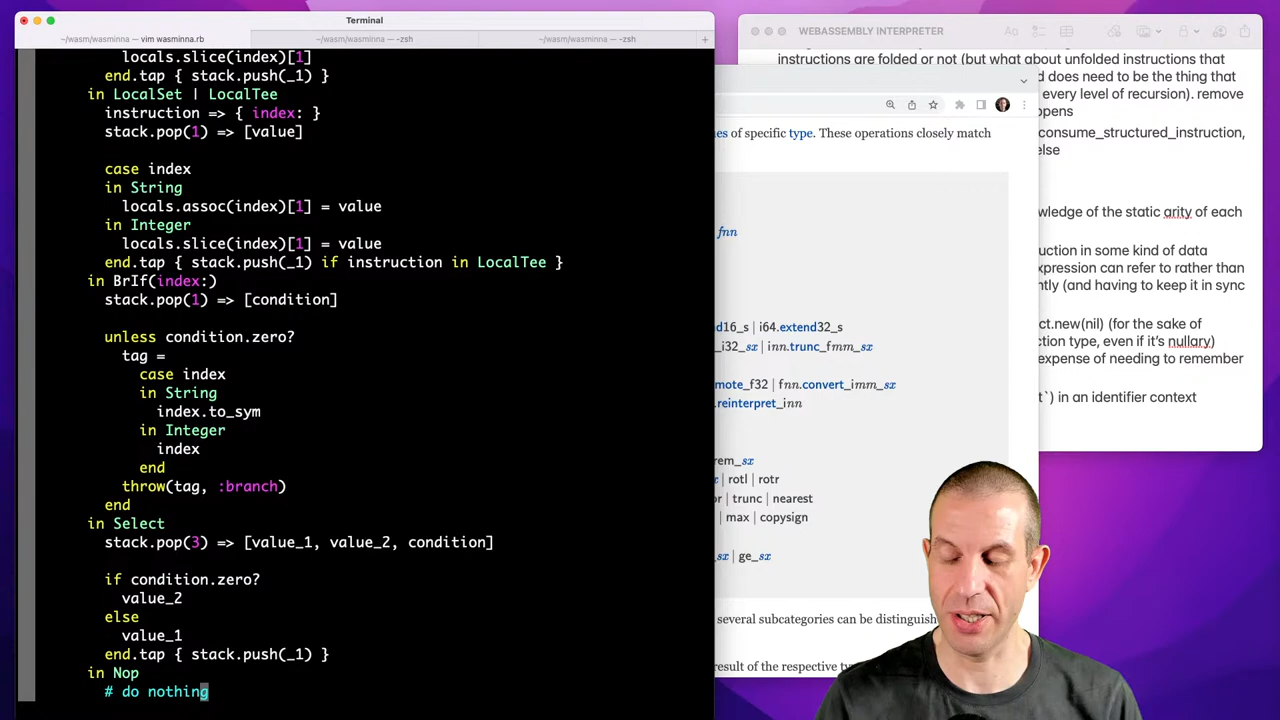 Terminal
~/wasm/wasminna — vim wasminna.rb
~/wasm/wasminna — -zsh
~/wasm/wasminna — -zsh
+
locals.slice(index)[1]
end.tap { stack.push(_1) }
in LocalSet | LocalTee
instruction => { index: }
stack.pop(1) => [value]
case index
in String
locals.assoc(index)[1] = value
in Integer
locals.slice(index)[1] = value
end.tap { stack.push(_1) if instruction in LocalTee }
in BrIf(index:)
stack.pop(1) => [condition]
unless condition.zero?
tag =
case index
in String
index.to_sym
in Integer
index
end
throw(tag, :branch)
end
in Select
stack.pop(3) => [value_1, value_2, condition]
if condition.zero?
value_2
else
value_1
end.tap { stack.push(_1) }
in Nop
# do nothing
WEBASSEMBLY INTERPRETER
instructions are folded or not (but what about unfolded instructions that
d does need to be the thing that
every level of recursion). remove
pens
consume_structured_instruction,
else
wledge of the static arity of each
uction in some kind of data
xpression can refer to rather than
ntly (and having to keep it in sync
ct.new(nil) (for the sake of
ction type, even if it's nullary)
expense of needing to remember
t`) in an identifier context
es of specific type. These operations closely match
fnn
d16_s | i64.extend32_s
_i32_sx | inn.trunc_fmm_sx
mote_f32 | fnn.convert_imm_sx
.reinterpret_inn
rem_sx
| rotl | rotr
or | trunc | nearest
| max | copysign
_sx | ge_sx
several subcategories can be distinguish
result of the respective ty